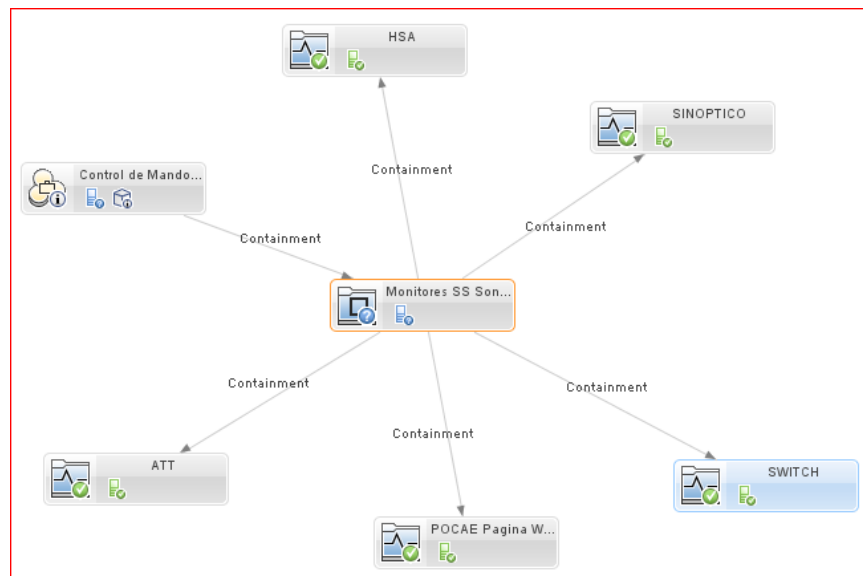 HSA
SINOPTICO
Containment
Control de Mando...
Containment
Containment
Monitores SS Son...
Containment
Containment
Containment
ATT
SWITCH
POCAE Pagina W...